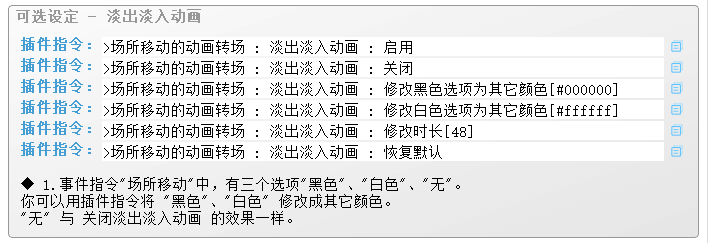 可选设定 - 淡出淡入动画
插件指令： >场所移动的动画转场 : 淡出淡入动画 : 启用
插件指令： >场所移动的动画转场 : 淡出淡入动画 : 关闭
插件指令： >场所移动的动画转场 : 淡出淡入动画 : 修改黑色选项为其它颜色[#000000]
插件指令： >场所移动的动画转场 : 淡出淡入动画 : 修改白色选项为其它颜色[#ffffff]
插件指令： >场所移动的动画转场 : 淡出淡入动画 : 修改时长[48]
插件指令： >场所移动的动画转场 : 淡出淡入动画 : 恢复默认
◆ 1.事件指令"场所移动"中，有三个选项"黑色"、"白色"、"无"。
你可以用插件指令将 "黑色"、"白色" 修改成其它颜色。
"无" 与 关闭淡出淡入动画 的效果一样。